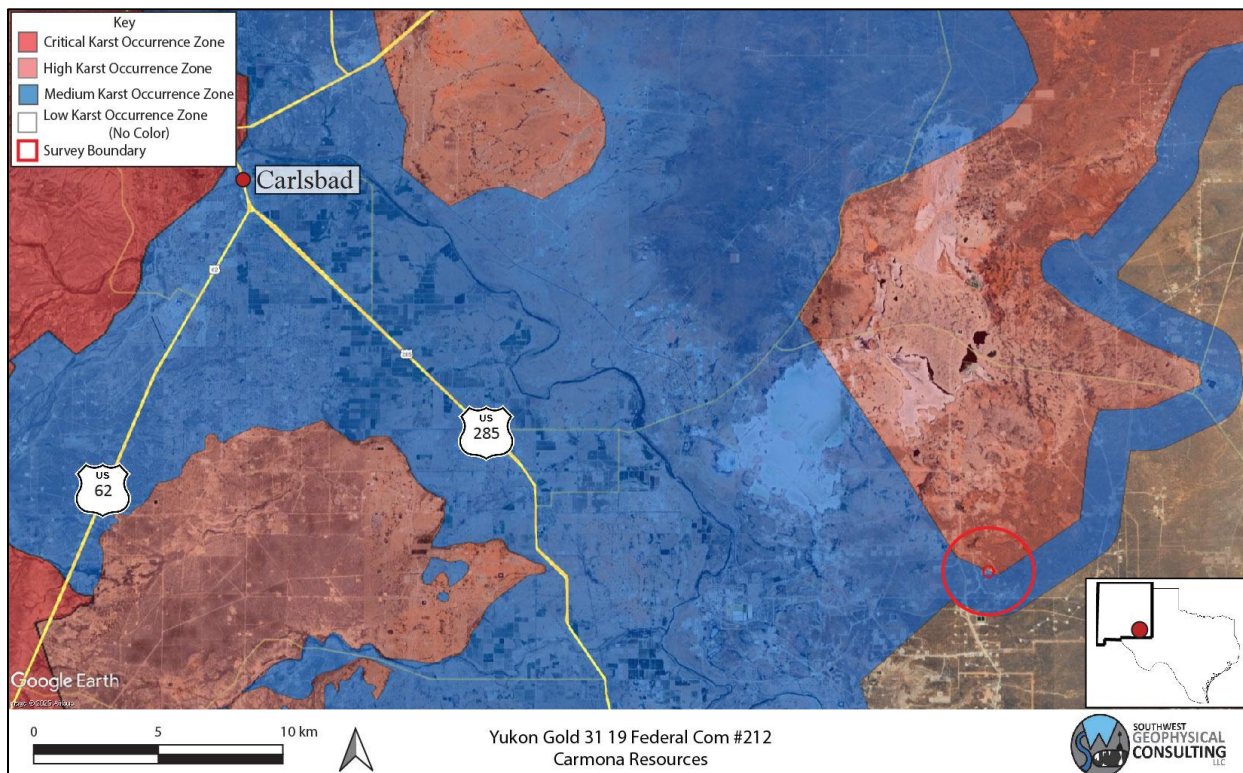 Key
Critical Karst Occurrence Zone
High Karst Occurrence Zone
Medium Karst Occurrence Zone
Low Karst Occurrence Zone
(No Color)
Survey Boundary
Carlsbad
62
285
US
285
US
62
Google Earth
0
5
10 km
Yukon Gold 31 19 Federal Com #212
Carmona Resources
SOUTHWEST
GEOPHYSICAL
CONSULTING
LLC